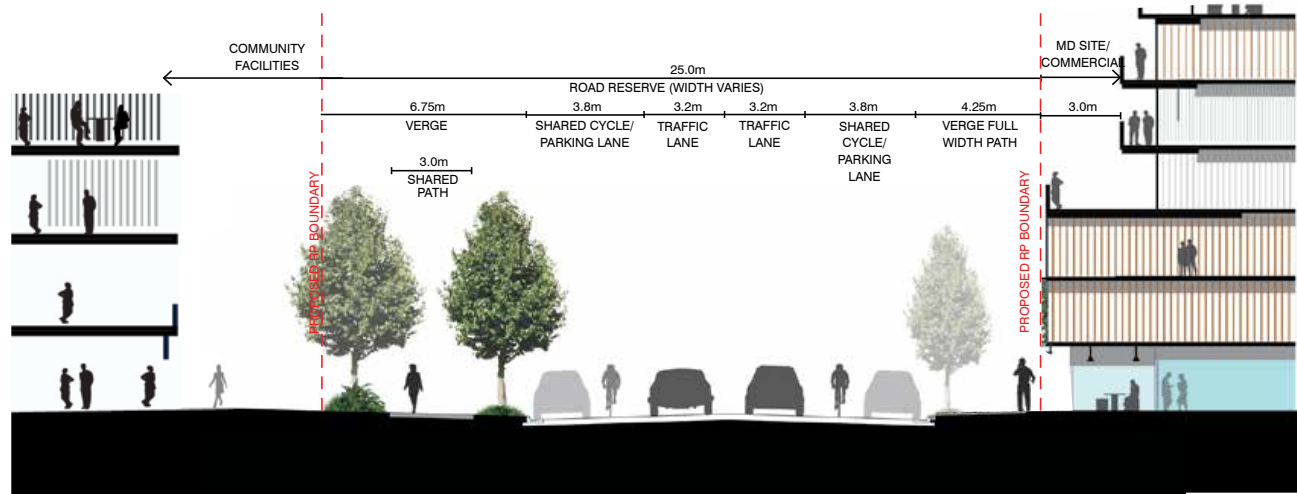 COMMUNITY
FACILITIES
MD SITE/
COMMERCIAL
25.0m
ROAD RESERVE (WIDTH VARIES)
6.75m
VERGE
3.8m
SHARED CYCLE/
PARKING LANE
3.2m
TRAFFIC
LANE
3.2m
TRAFFIC
LANE
3.8m
SHARED
CYCLE/
PARKING
LANE
4.25m
VERGE FULL
WIDTH PATH
3.0m
3.0m
SHARED
PATH
PROPOSED RP BOUNDARY
PROPOSED RP BOUNDARY